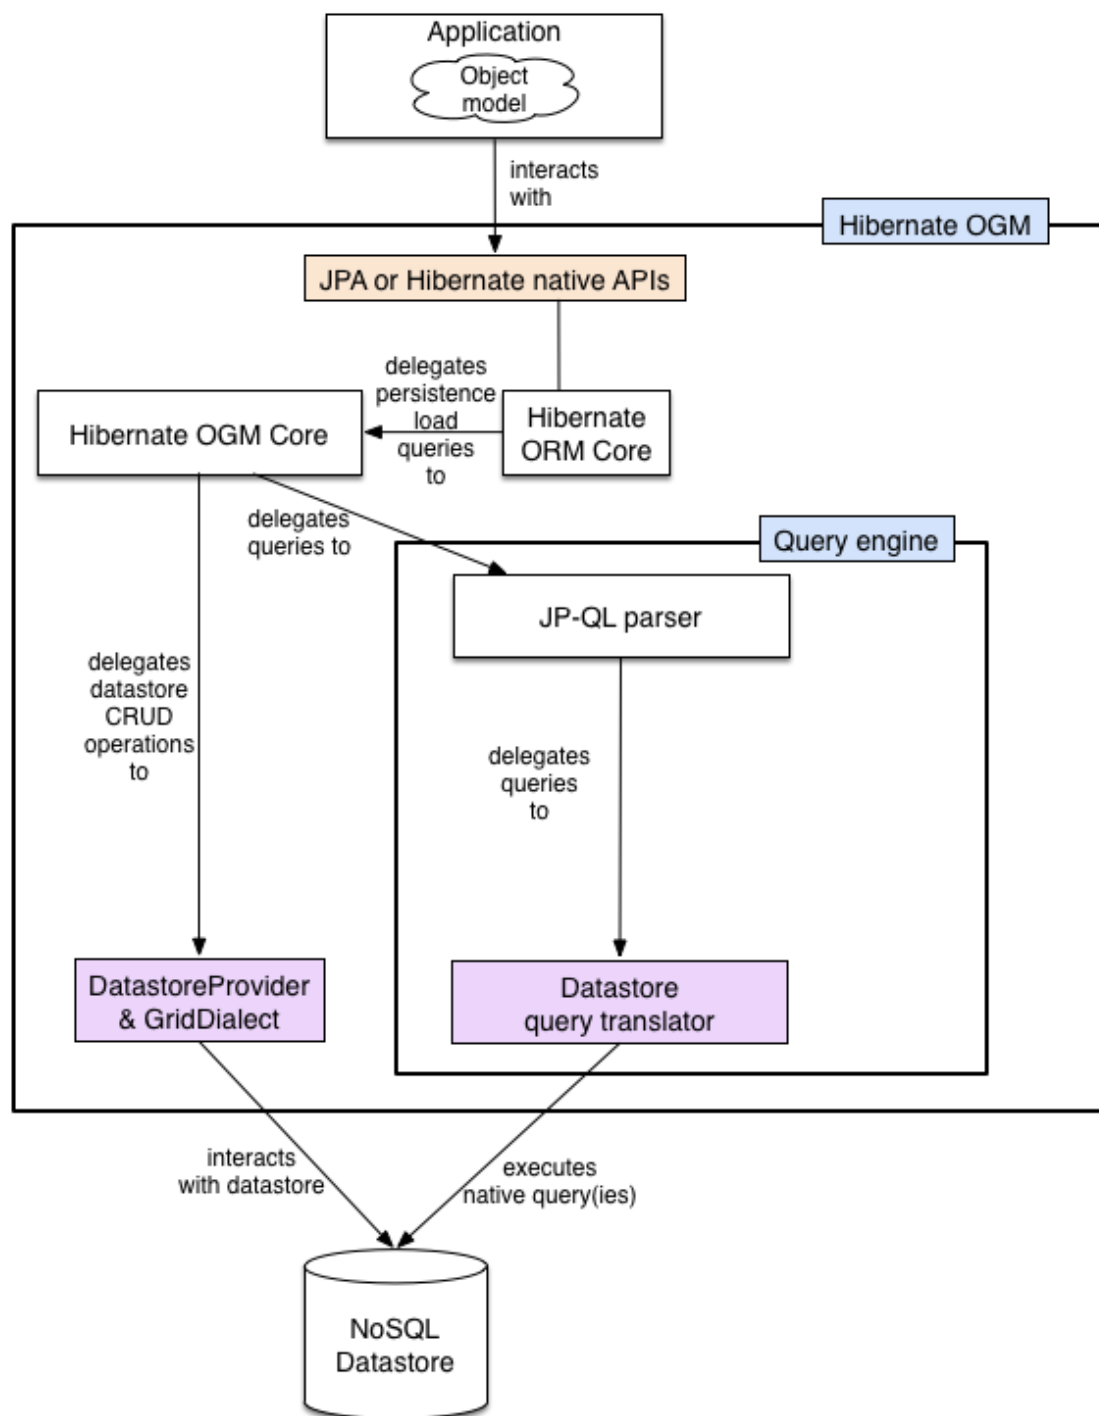 Application
Object
model
interacts
with
Hibernate OGM
JPA or Hibernate native APIs
delegates
persistence
load
queries
to
Hibernate OGM Core
Hibernate
ORM Core
delegates
queries to
Query engine
JP-QL parser
delegates
datastore
CRUD
operations
to
delegates
queries
to
DatastoreProvider
& GridDialect
Datastore
query translator
interacts
with datastore
executes
native query(ies)
NoSQL
Datastore